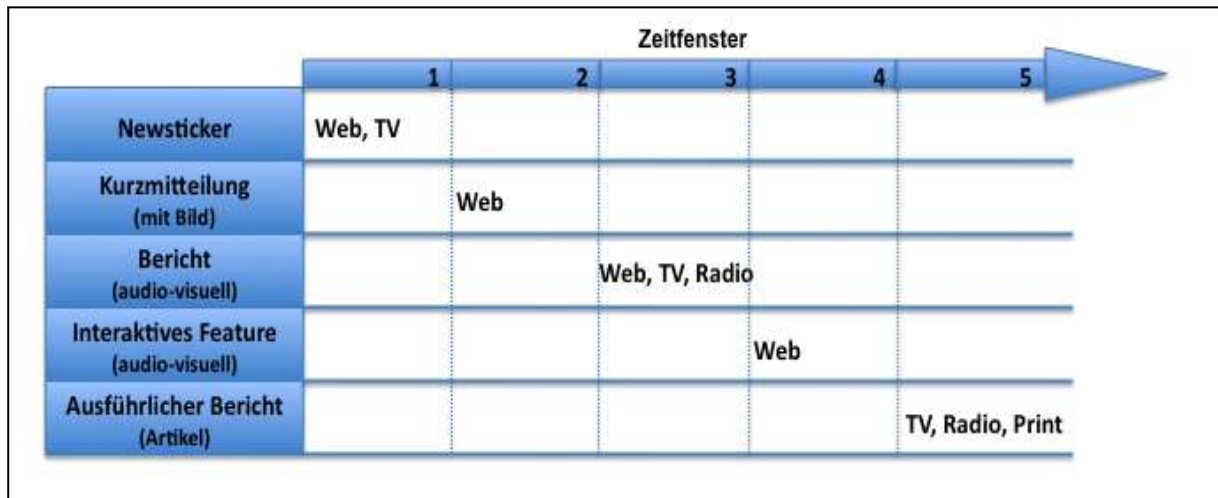 Zeitfenster
1 2 3 4 5
Newsticker
Web, TV
Kurzmitteilung
(mit Bild)
Web
Bericht
(audio-visuell)
Web, TV, Radio
Interaktives Feature
(audio-visuell)
Web
Ausführlicher Bericht
(Artikel)
TV, Radio, Print